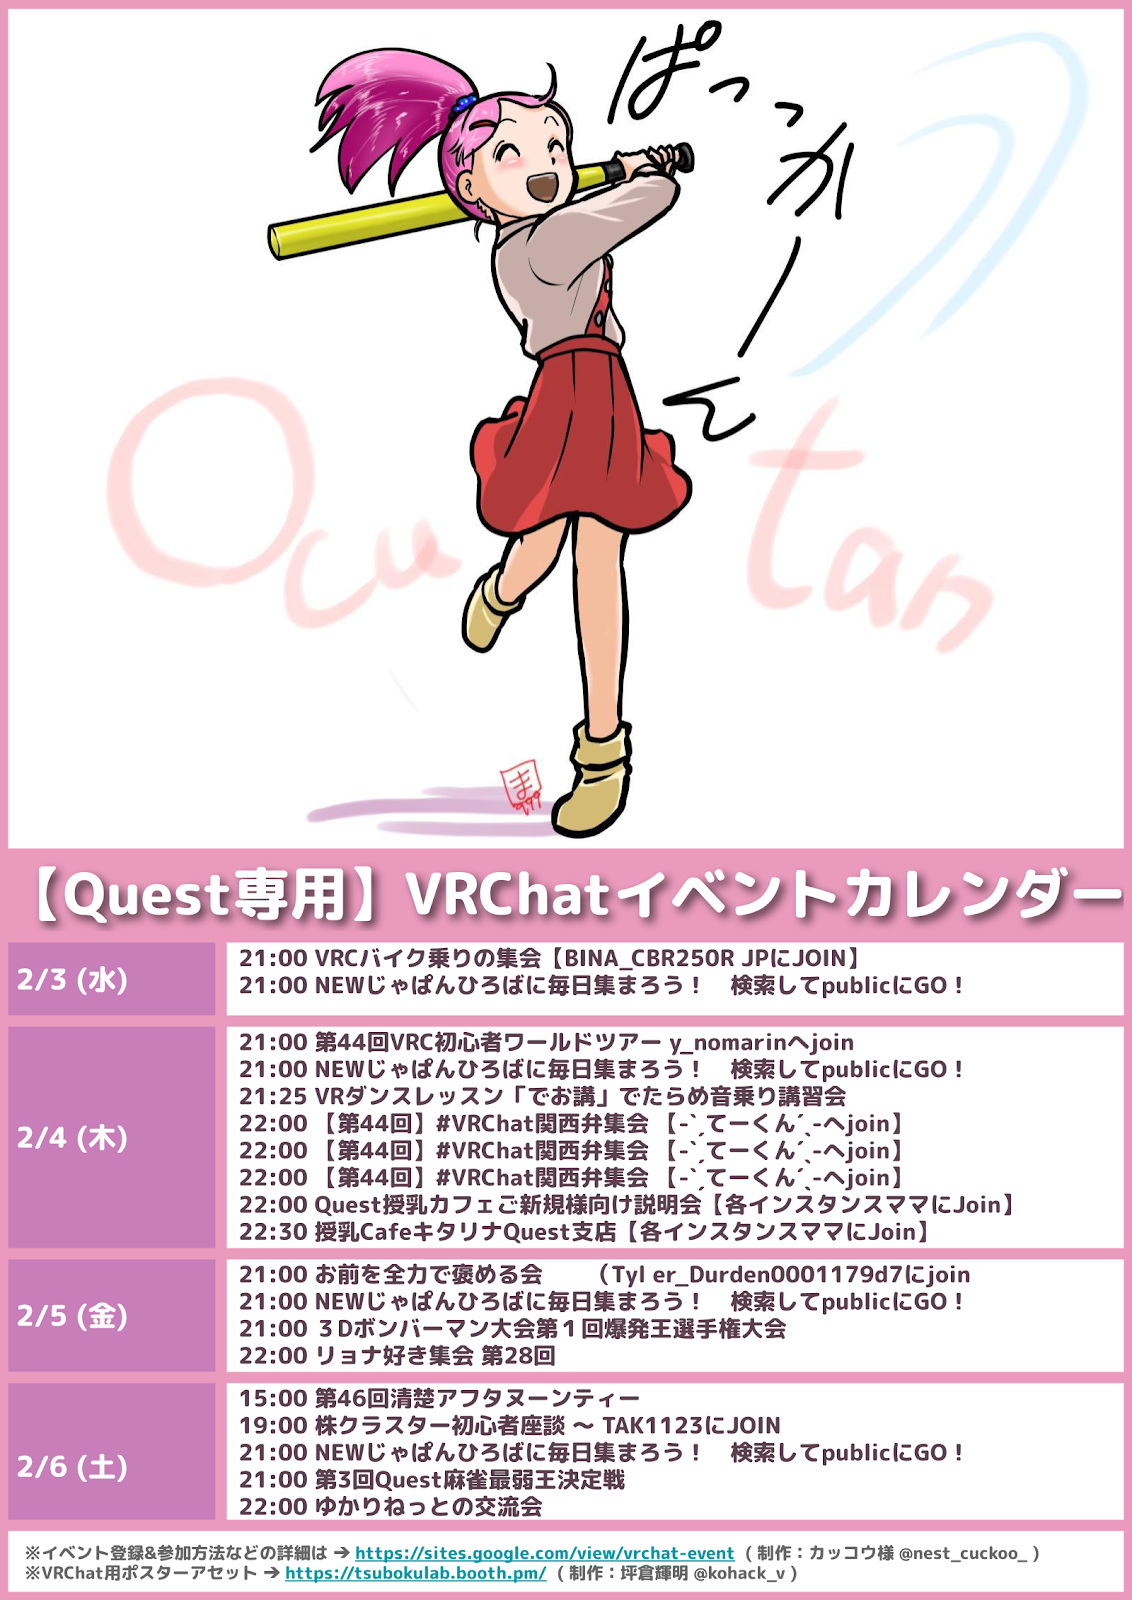 ぱっっかーん
Ocu tan
ま
999
【Quest専用】VRChatイベントカレンダー
2/3 (水)
21:00 VRCバイク乗りの集会【BINA_CBR250R JPにJOIN】
21:00 NEWじゃぱんひろばに毎日集まろう！　検索してpublicにGO！
2/4 (木)
21:00 第44回VRC初心者ワールドツアー y_nomarinへjoin
21:00 NEWじゃぱんひろばに毎日集まろう！　検索してpublicにGO！
21:25 VRダンスレッスン「でお講」でたらめ音乗り講習会
22:00 【第44回】#VRChat関西弁集会 【-ˋˏてーくんˊˎ-へjoin】
22:00 【第44回】#VRChat関西弁集会 【-ˋˏてーくんˊˎ-へjoin】
22:00 【第44回】#VRChat関西弁集会 【-ˋˏてーくんˊˎ-へjoin】
22:00 Quest授乳カフェご新規様向け説明会【各インスタンスママにJoin】
22:30 授乳CafeキタリナQuest支店【各インスタンスママにJoin】
2/5 (金)
21:00 お前を全力で褒める会　　（Tyl er_Durden0001179d7にjoin
21:00 NEWじゃぱんひろばに毎日集まろう！　検索してpublicにGO！
21:00 ３Dボンバーマン大会第１回爆発王選手権大会
22:00 リョナ好き集会 第28回
2/6 (土)
15:00 第46回清楚アフタヌーンティー
19:00 株クラスター初心者座談 ～ TAK1123にJOIN
21:00 NEWじゃぱんひろばに毎日集まろう！　検索してpublicにGO！
21:00 第3回Quest麻雀最弱王決定戦
22:00 ゆかりねっとの交流会
※イベント登録&参加方法などの詳細は ➔ https://sites.google.com/view/vrchat-event （制作：カッコウ様 @nest_cuckoo_）
※VRChat用ポスターアセット ➔ https://tsubokulab.booth.pm/ （制作：坪倉輝明 @kohack_v）